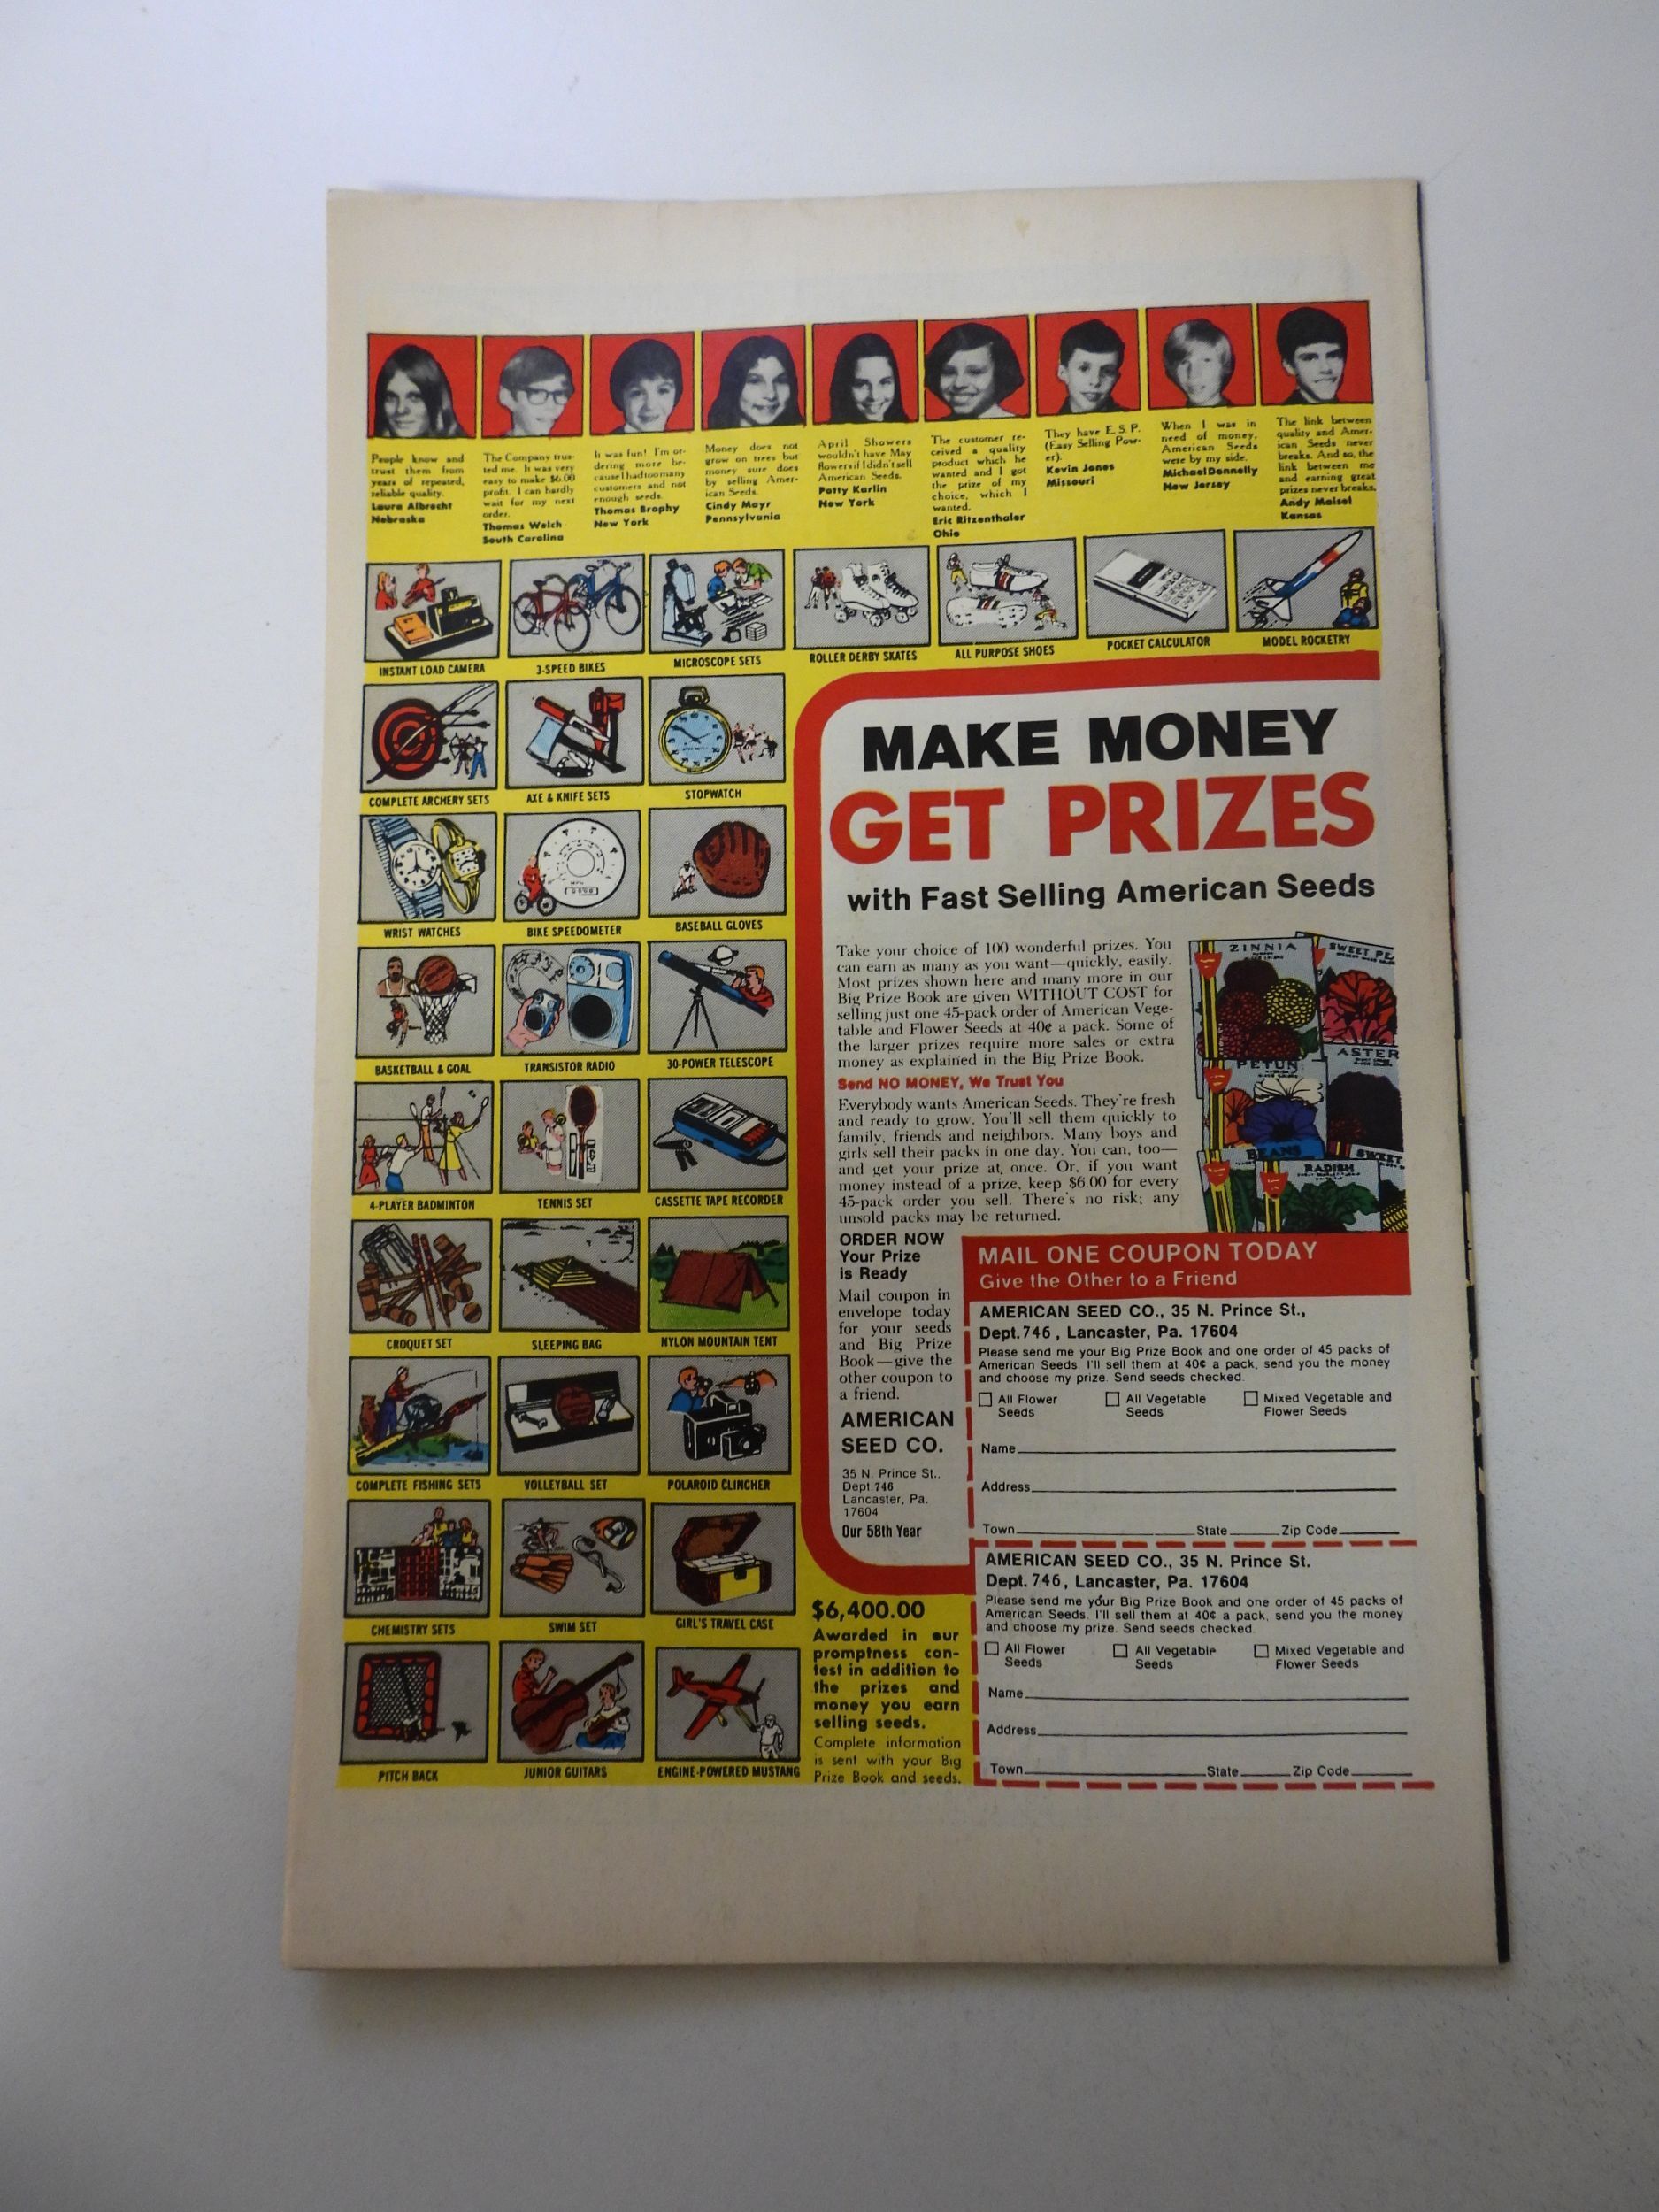 People know and
trust them from
years of repeated,
reliable quality.
Laura Albrecht
Nebraska
The Company trus-
ted me. It was very
easy to make $6.00
profit. I can hardly
wait for my next
order.
Thomas Welch
South Carolina
It was fun! I'm or-
dering more be-
cause I had too many
customers and not
enough seeds.
Thomas Brophy
New York
Money does not
grow on trees but
money sure does
by selling Amer-
ican Seeds.
Cindy Mayr
Pennsylvania
April Showers
wouldn't have May
flowers if I didn't sell
American Seeds.
Patty Karlin
New York
The customer re-
ceived a quality
product which he
wanted and I got
the prize of my
choice, which I
wanted.
Eric Ritzenthaler
Ohio
They have E.S.P.
(Easy Selling Pow-
er).
Kevin Jones
Missouri
When I was in
need of money,
American Seeds
were by my side.
Michael Donnelly
New Jersey
The link between
quality and Amer-
ican Seeds never
breaks. And so, the
link between me
and earning great
prizes never breaks.
Andy Maisel
Kansas
INSTANT LOAD CAMERA
3-SPEED BIKES
MICROSCOPE SETS
ROLLER DERBY SKATES
ALL PURPOSE SHOES
POCKET CALCULATOR
MODEL ROCKETRY
COMPLETE ARCHERY SETS
AXE & KNIFE SETS
STOPWATCH
WRIST WATCHES
BIKE SPEEDOMETER
BASEBALL GLOVES
BASKETBALL & GOAL
TRANSISTOR RADIO
30-POWER TELESCOPE
4-PLAYER BADMINTON
TENNIS SET
CASSETTE TAPE RECORDER
CROQUET SET
SLEEPING BAG
NYLON MOUNTAIN TENT
COMPLETE FISHING SETS
VOLLEYBALL SET
POLAROID CLINCHER
CHEMISTRY SETS
SWIM SET
GIRL'S TRAVEL CASE
PITCH BACK
JUNIOR GUITARS
ENGINE-POWERED MUSTANG
MAKE MONEY
GET PRIZES
with Fast Selling American Seeds
Take your choice of 100 wonderful prizes. You
can earn as many as you want—quickly, easily.
Most prizes shown here and many more in our
Big Prize Book are given WITHOUT COST for
selling just one 45-pack order of American Vege-
table and Flower Seeds at 40¢ a pack. Some of
the larger prizes require more sales or extra
money as explained in the Big Prize Book.
Send NO MONEY, We Trust You
Everybody wants American Seeds. They're fresh
and ready to grow. You'll sell them quickly to
family, friends and neighbors. Many boys and
girls sell their packs in one day. You can, too—
and get your prize at once. Or, if you want
money instead of a prize, keep $6.00 for every
45-pack order you sell. There's no risk; any
unsold packs may be returned.
ZINNIA
SWEET PE
PETUN
ASTER
BEANS
RADISH
SWEET
ORDER NOW
Your Prize
is Ready
Mail coupon in
envelope today
for your seeds
and Big Prize
Book—give the
other coupon to
a friend.
AMERICAN
SEED CO.
35 N. Prince St.,
Dept. 746
Lancaster, Pa.
17604
Our 58th Year
$6,400.00
Awarded in our
promptness con-
test in addition to
the prizes and
money you earn
selling seeds.
Complete information
is sent with your Big
Prize Book and seeds.
MAIL ONE COUPON TODAY
Give the Other to a Friend
AMERICAN SEED CO., 35 N. Prince St.,
Dept. 746, Lancaster, Pa. 17604
Please send me your Big Prize Book and one order of 45 packs of
American Seeds. I'll sell them at 40¢ a pack, send you the money
and choose my prize. Send seeds checked.
All Flower Seeds
All Vegetable Seeds
Mixed Vegetable and Flower Seeds
Name
Address
Town State Zip Code
AMERICAN SEED CO., 35 N. Prince St.
Dept. 746, Lancaster, Pa. 17604
Please send me your Big Prize Book and one order of 45 packs of
American Seeds. I'll sell them at 40¢ a pack, send you the money
and choose my prize. Send seeds checked.
All Flower Seeds
All Vegetable Seeds
Mixed Vegetable and Flower Seeds
Name
Address
Town State Zip Code